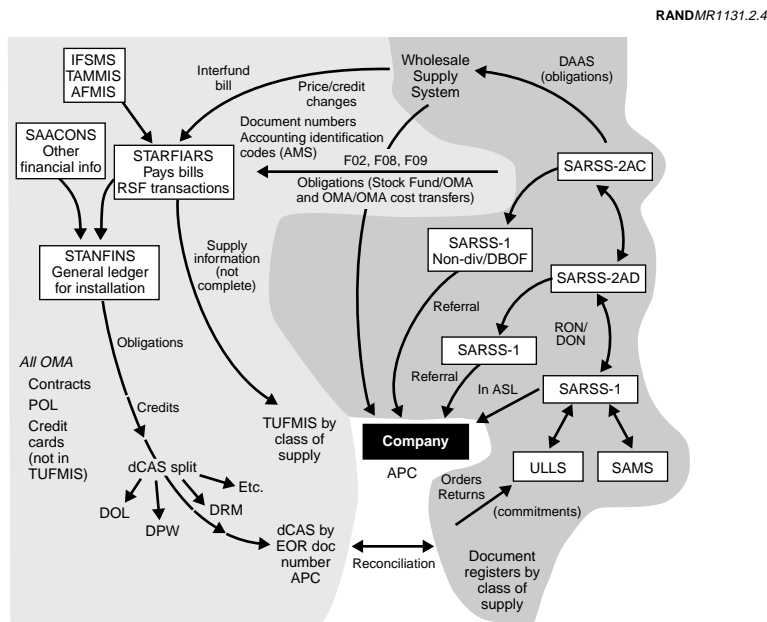 RANDMR1131.2.4
IFSMS
TAMMIS
AFMIS
Interfund
bill
Wholesale
Supply
System
DAAS
(obligations)
Price/credit
changes
SAACONS
Other
financial info
Document numbers
Accounting identification
codes (AMS)
STARFIARS
Pays bills
RSF transactions
F02, F08, F09
Obligations (Stock Fund/OMA
and OMA/OMA cost transfers)
SARSS-2AC
STANFINS
General ledger
for installation
Supply
information
(not
complete)
SARSS-1
Non-div/DBOF
SARSS-2AD
Referral
Obligations
RON/
DON
SARSS-1
All OMA
Contracts
POL
Credit
cards
(not in
TUFMIS)
Referral
In ASL
SARSS-1
Credits
TUFMIS by
class of
supply
Company
APC
dCAS split
Etc.
DRM
DOL
DPW
ULLS
SAMS
Orders
Returns
(commitments)
dCAS by
EOR doc
number
APC
Reconciliation
Document
registers by
class of
supply